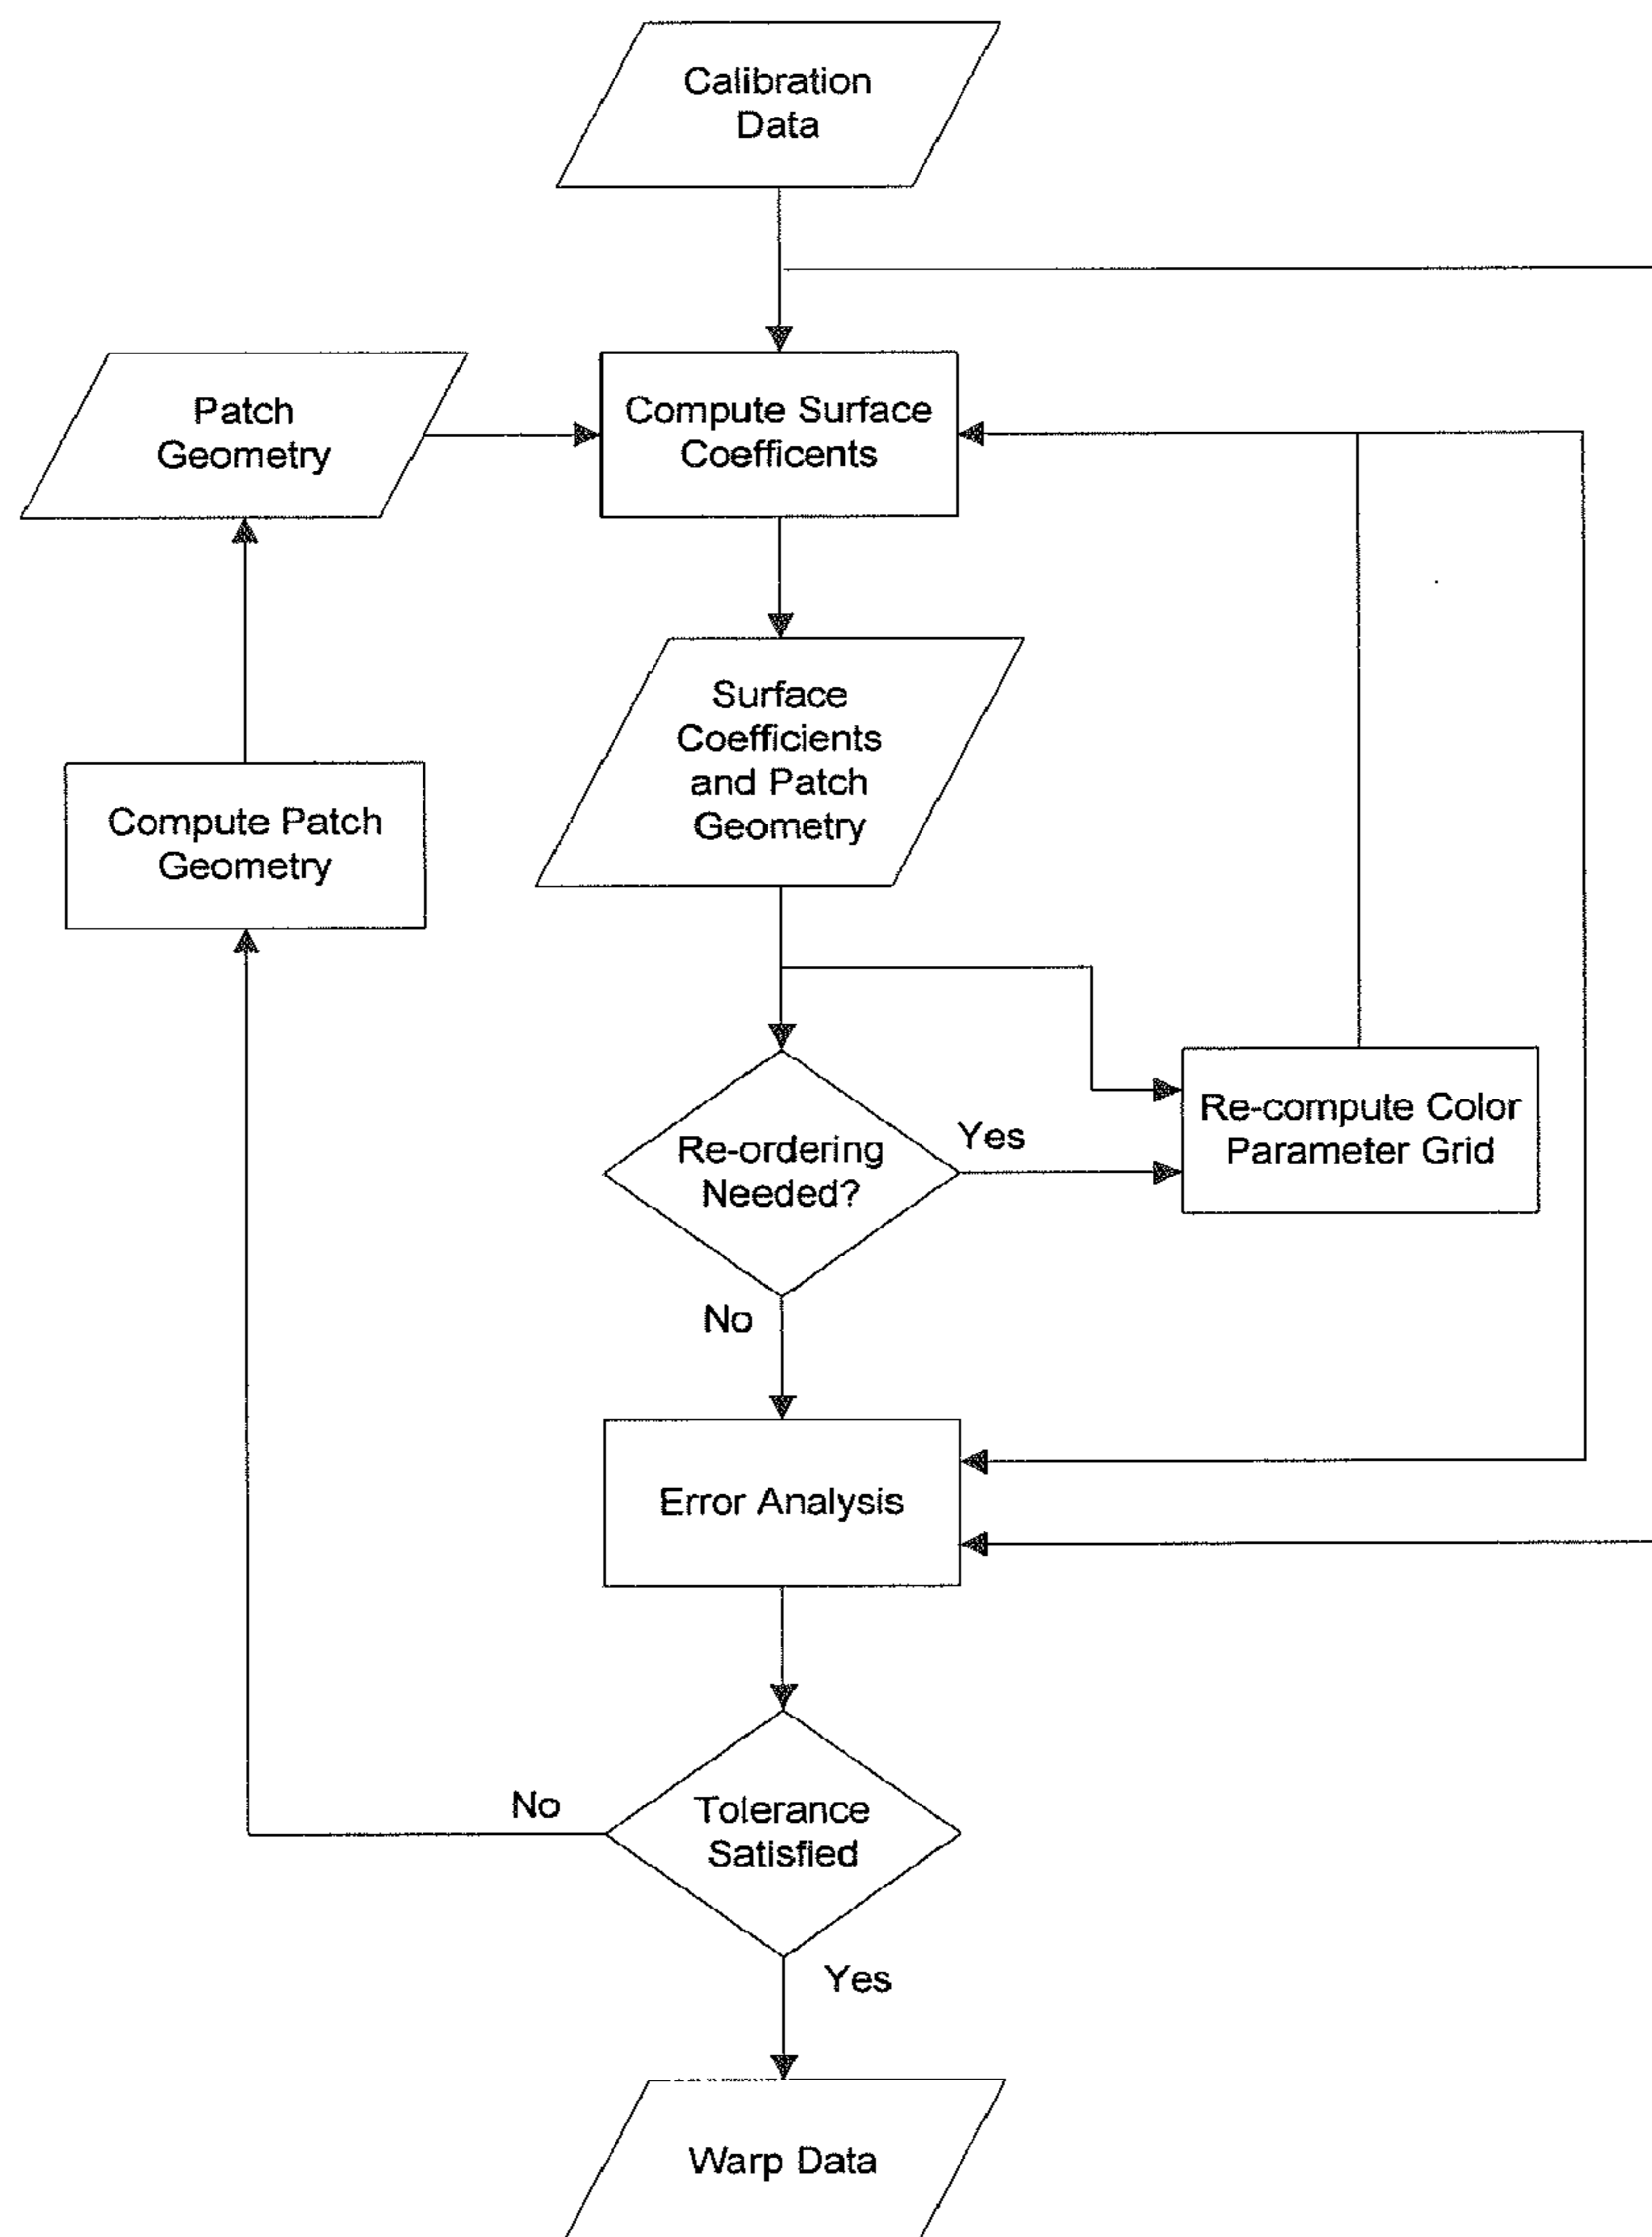 Calibration
Data
Patch
Geometry
Compute Surface
Coefficents
Surface
Coefficients
and Patch
Geometry
Compute Patch
Geometry
Re-ordering
Needed?
Yes
Re-compute Color
Parameter Grid
No
Error Analysis
No
Tolerance
Satisfied
Yes
Warp Data